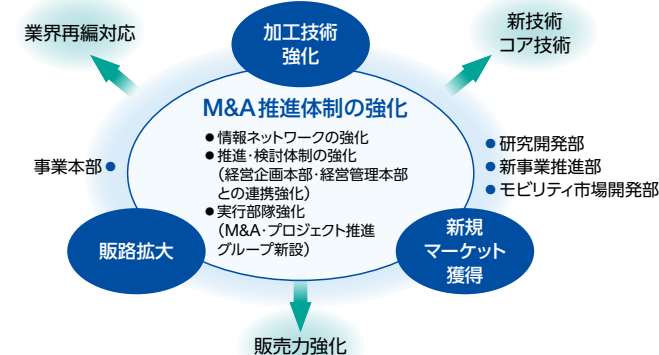 業界再編対応
加工技術
強化
新技術
コア技術
M&A推進体制の強化
●情報ネットワークの強化
●推進・検討体制の強化
（経営企画本部・経営管理本部
との連携強化）
●実行部隊強化
（M&A・プロジェクト推進
グループ新設）
事業本部●
●研究開発部
●新事業推進部
●モビリティ市場開発部
販路拡大
新規
マーケット
獲得
販売力強化